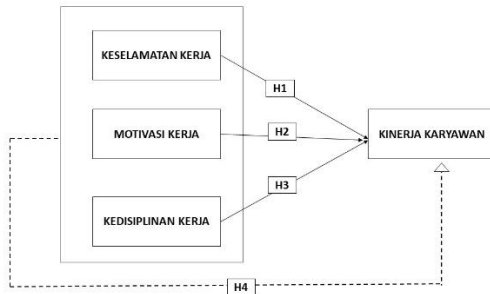 KESELAMATAN KERJA
H1
MOTIVASI KERJA
H2
KINERJA KARYAWAN
H3
KEDISIPLINAN KERJA
H4